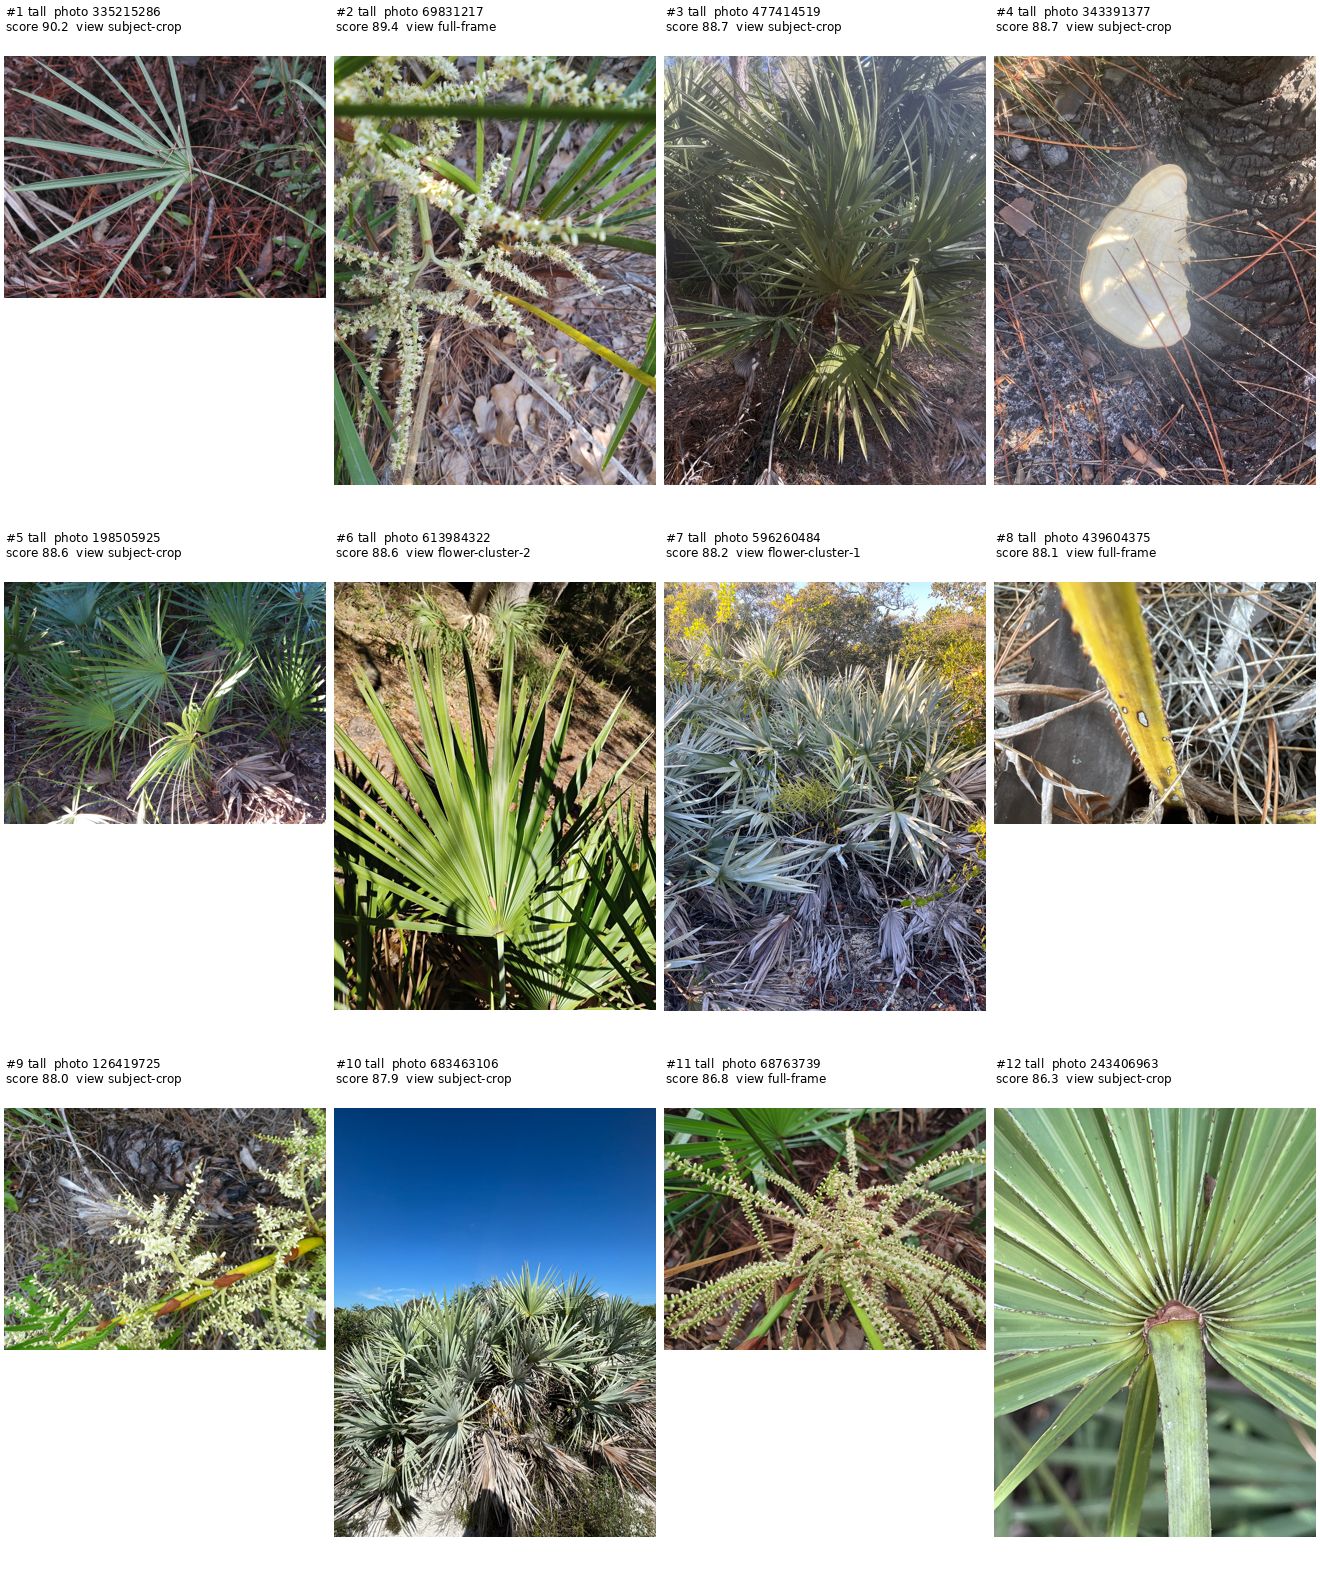 #1 tall photo 335215286
score 90.2 view subject-crop
#2 tall photo 69831217
score 89.4 view full-frame
#3 tall photo 477414519
score 88.7 view subject-crop
#4 tall photo 343391377
score 88.7 view subject-crop
#5 tall photo 198505925
score 88.6 view subject-crop
#6 tall photo 613984322
score 88.6 view flower-cluster-2
#7 tall photo 596260484
score 88.2 view flower-cluster-1
#8 tall photo 439604375
score 88.1 view full-frame
#9 tall photo 126419725
score 88.0 view subject-crop
#10 tall photo 683463106
score 87.9 view subject-crop
#11 tall photo 68763739
score 86.8 view full-frame
#12 tall photo 243406963
score 86.3 view subject-crop